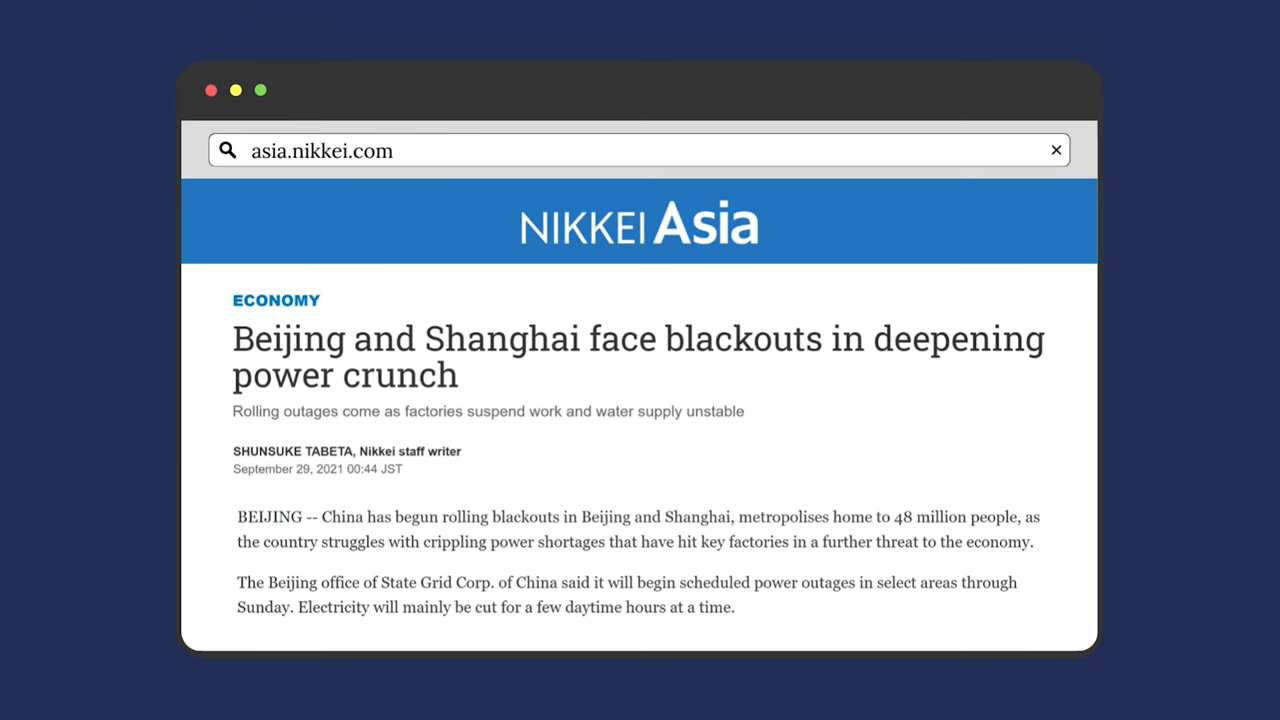 asia.nikkei.com
NIKKEI Asia
ECONOMY
Beijing and Shanghai face blackouts in deepening
power crunch
Rolling outages come as factories suspend work and water supply unstable
SHUNSUKE TABETA, Nikkei staff writer
September 29, 2021 00:44 JST
BEIJING -- China has begun rolling blackouts in Beijing and Shanghai, metropolises home to 48 million people, as
the country struggles with crippling power shortages that have hit key factories in a further threat to the economy.
The Beijing office of State Grid Corp. of China said it will begin scheduled power outages in select areas through
Sunday. Electricity will mainly be cut for a few daytime hours at a time.